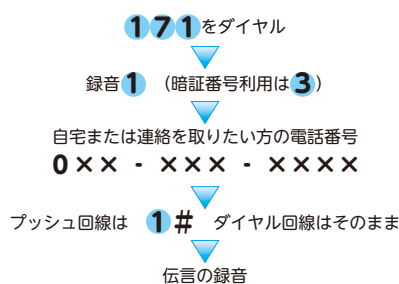 171をダイヤル
録音1 (暗証番号利用は3)
自宅または連絡を取りたい方の電話番号
0×× - ××× - ××××
プッシュ回線は 1# ダイヤル回線はそのまま
伝言の録音